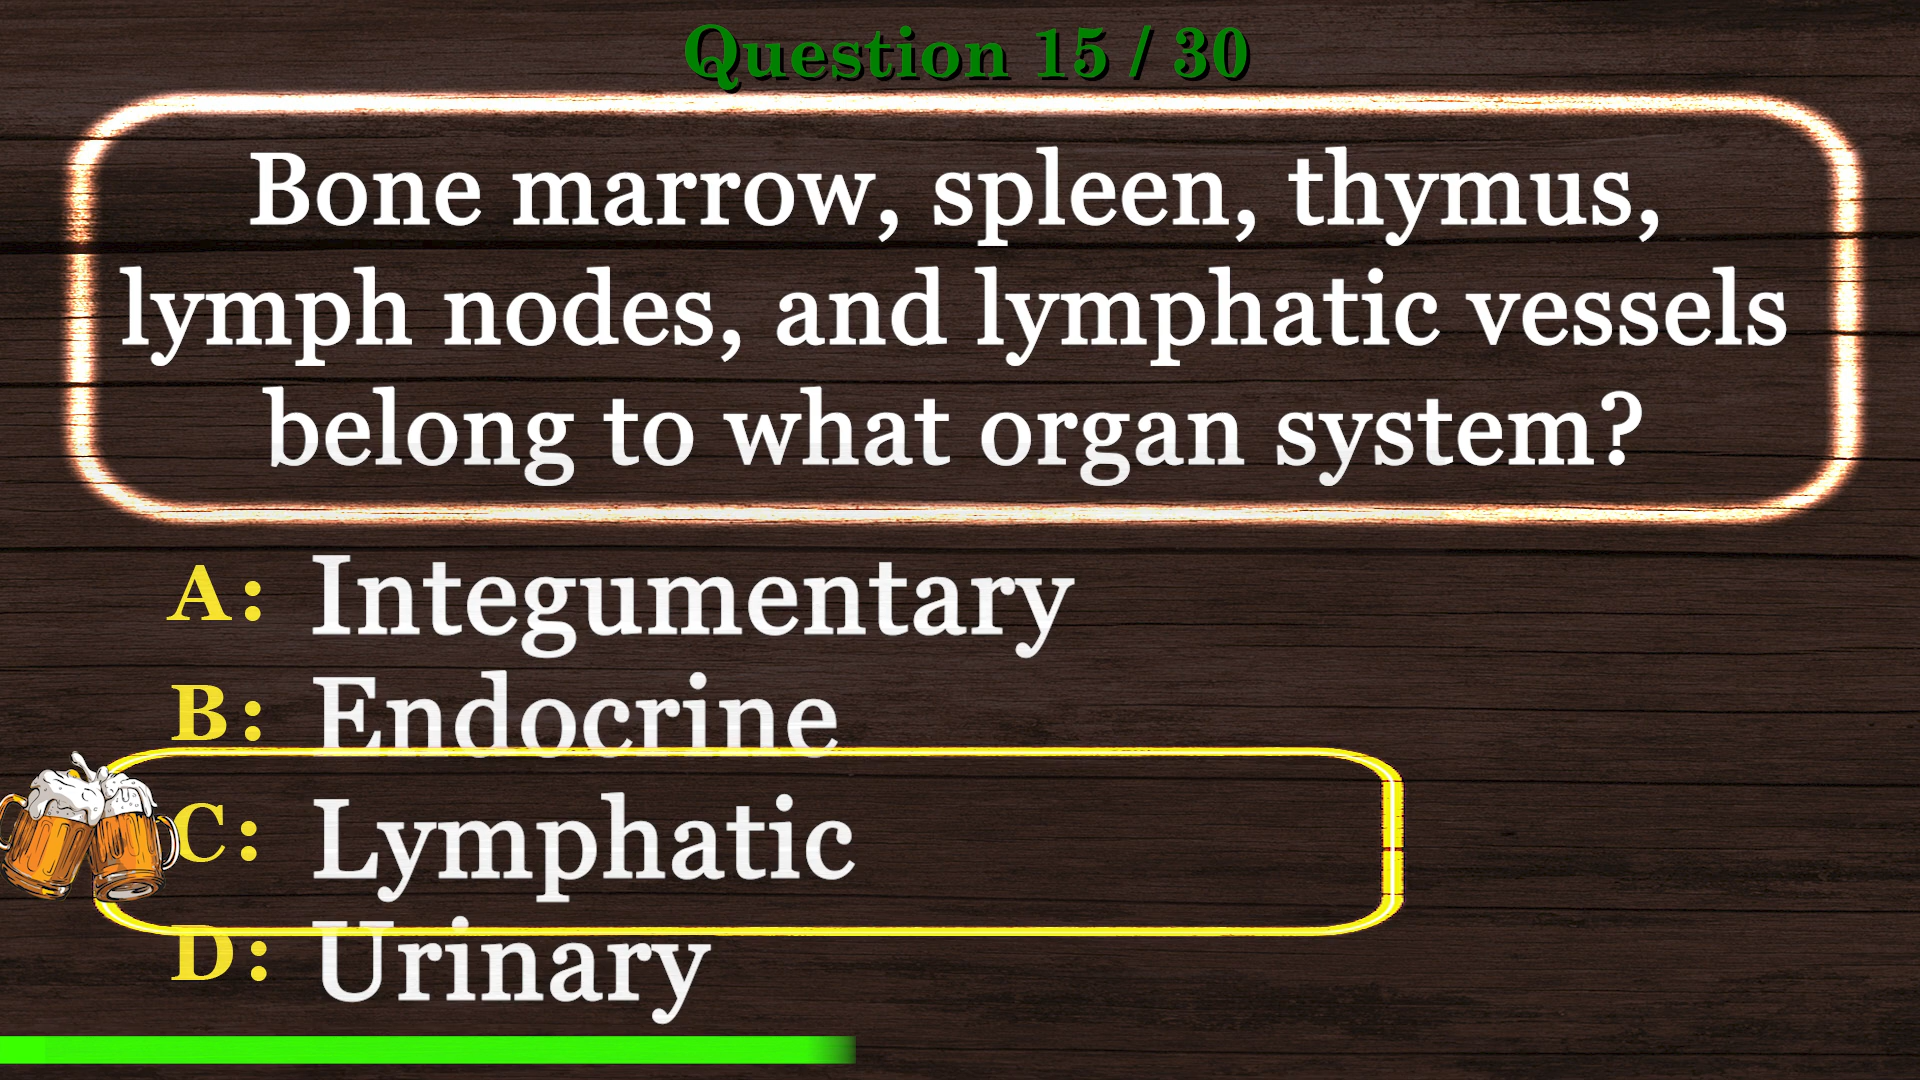 Question 15 / 30
Bone marrow, spleen, thymus,
lymph nodes, and lymphatic vessels
belong to what organ system?
A: Integumentary
B: Endocrine
C: Lymphatic
D: Urinary